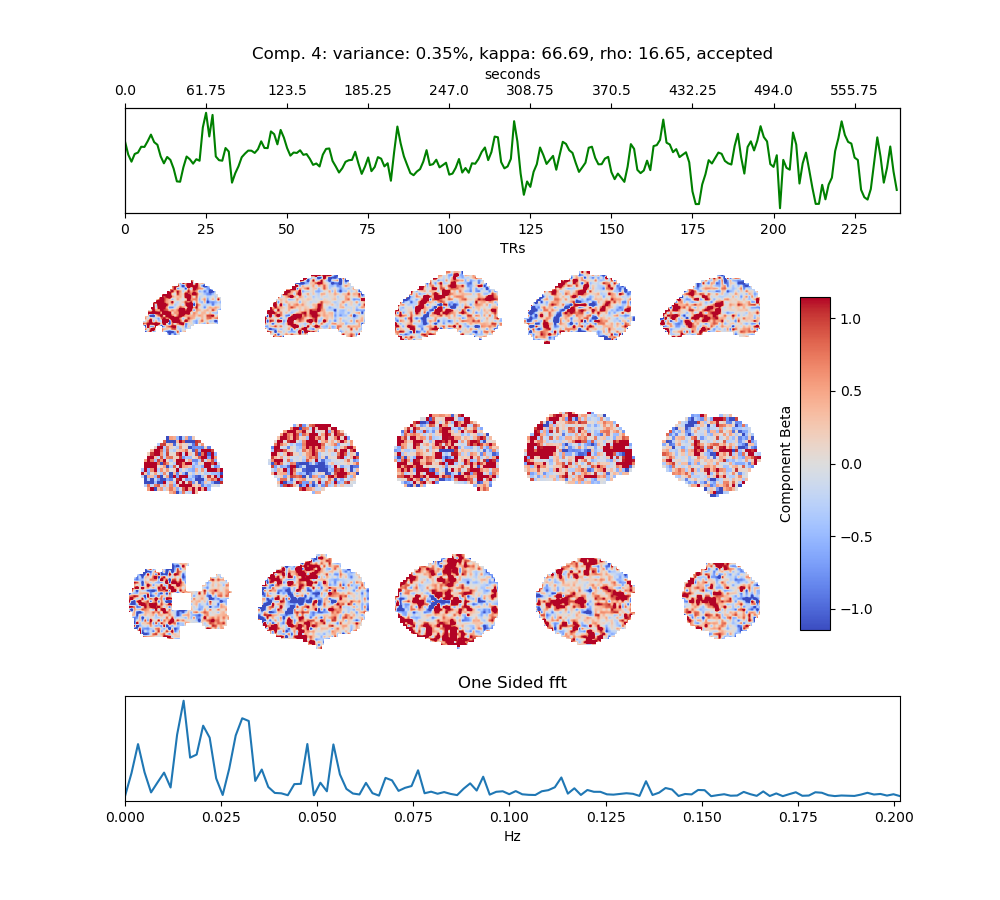 Comp. 4: variance: 0.35%, kappa: 66.69, rho: 16.65, accepted
seconds
0.0 61.75 123.5 185.25 247.0 308.75 370.5 432.25 494.0 555.75
0 25 50 75 100 125 150 175 200 225
TRs
1.0
0.5
0.0
−0.5
−1.0
Component Beta
One Sided fft
0.000 0.025 0.050 0.075 0.100 0.125 0.150 0.175 0.200
Hz